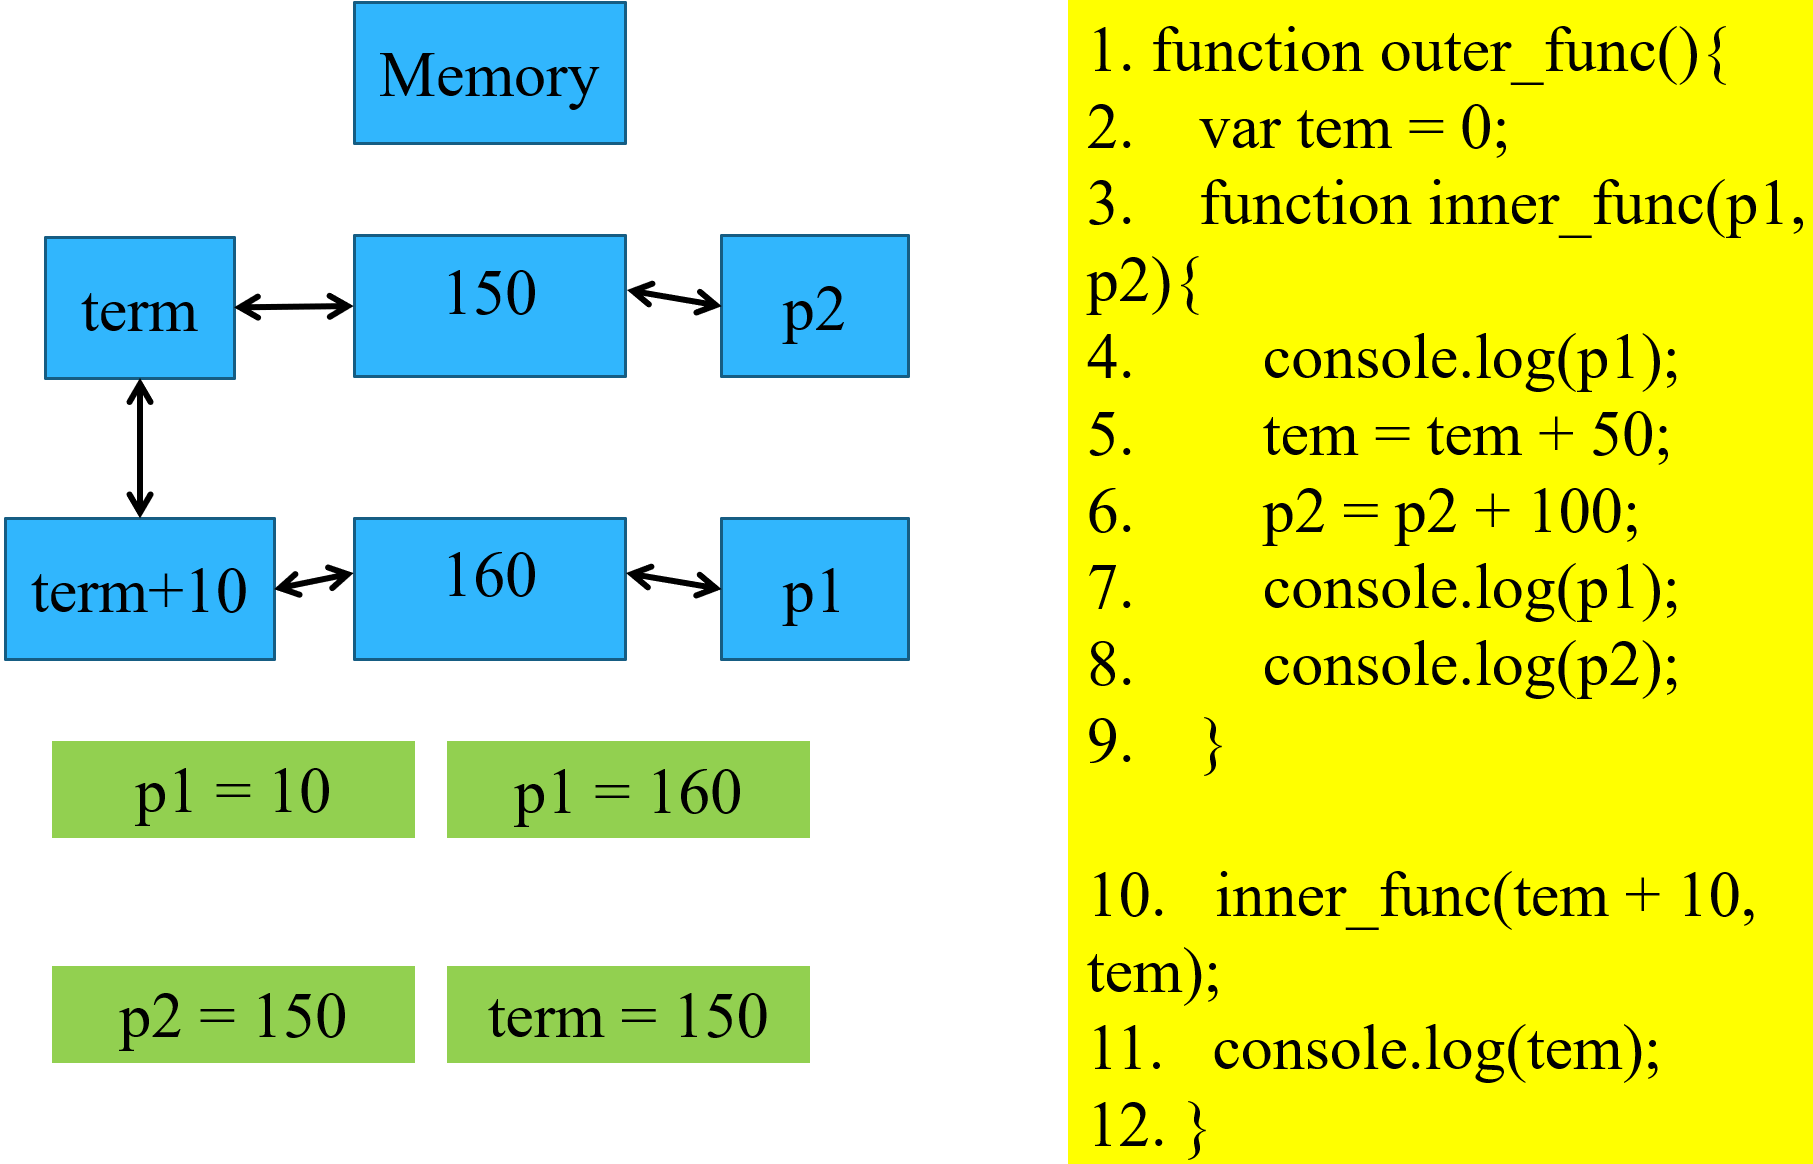 Memory
term
150
p2
term+10
160
p1
p1 = 10
p1 = 160
p2 = 150
term = 150
1. function outer_func(){
2. var tem = 0;
3. function inner_func(p1,
p2){
4. console.log(p1);
5. tem = tem + 50;
6. p2 = p2 + 100;
7. console.log(p1);
8. console.log(p2);
9. }
10. inner_func(tem + 10,
tem);
11. console.log(tem);
12. }